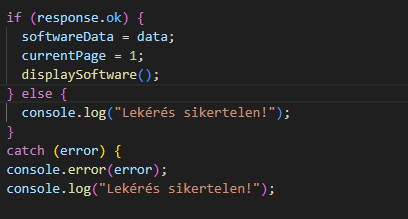 if (response.ok) {
softwareData = data;
currentPage = 1;
displaySoftware();
} else {
console.log("Lekérés sikertelen!");
}
catch (error) {
console.error(error);
console.log("Lekérés sikertelen!");